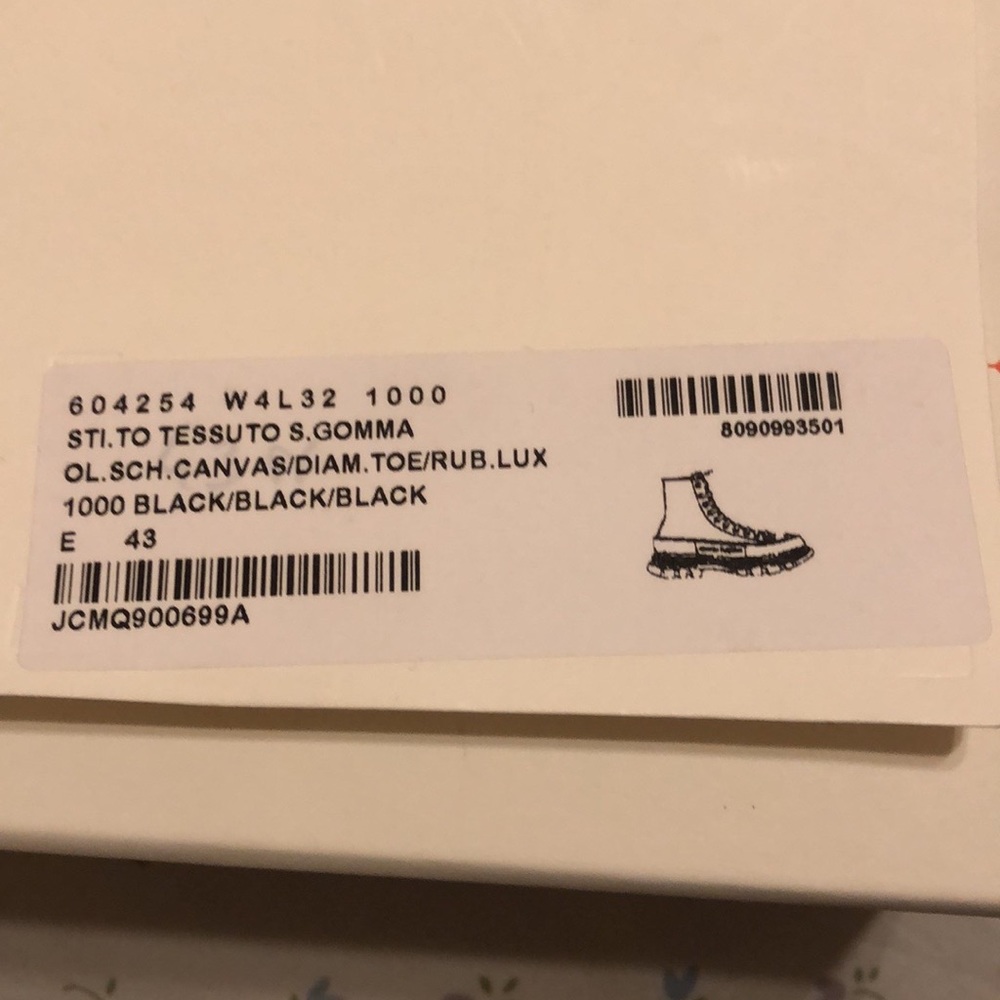 604254 W4L32 1000
STI.TO TESSUTO S.GOMMA
OL.SCH.CANVAS/DIAM.TOE/RUB.LUX
1000 BLACK/BLACK/BLACK
E 43
JCMQ900699A
8090993501